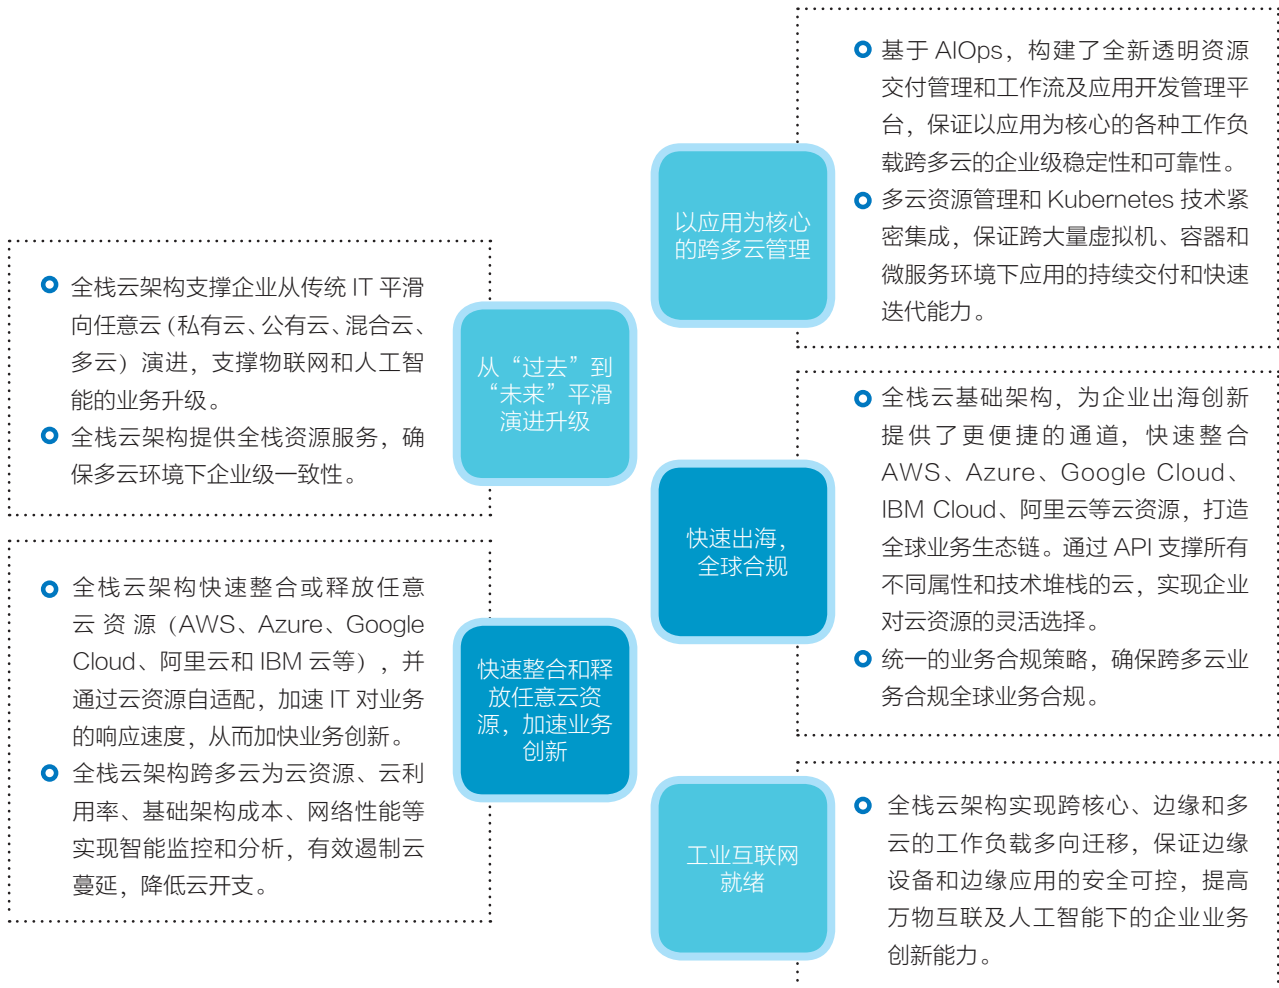 基于 AIOps，构建了全新透明资源
交付管理和工作流及应用开发管理平
台，保证以应用为核心的各种工作负
载跨多云的企业级稳定性和可靠性。
多云资源管理和 Kubernetes 技术紧
密集成，保证跨大量虚拟机、容器和
微服务环境下应用的持续交付和快速
迭代能力。
以应用为核心
的跨多云管理
全栈云架构支撑企业从传统 IT 平滑
向任意云（私有云、公有云、混合云、
多云）演进，支撑物联网和人工智
能的业务升级。
全栈云架构提供全栈资源服务，确
保多云环境下企业级一致性。
从“过去”到
“未来”平滑
演进升级
全栈云基础架构，为企业出海创新
提供了更便捷的通道，快速整合
AWS、Azure、Google Cloud、
IBM Cloud、阿里云等云资源，打造
全球业务生态链。通过 API 支撑所有
不同属性和技术堆栈的云，实现企业
对云资源的灵活选择。
统一的业务合规策略，确保跨多云业
务合规全球业务合规。
快速出海，
全球合规
全栈云架构快速整合或释放任意
云资源（AWS、Azure、Google
Cloud、阿里云和 IBM 云等），并
通过云资源自适配，加速 IT 对业务
的响应速度，从而加快业务创新。
全栈云架构跨多云为云资源、云利
用率、基础架构成本、网络性能等
实现智能监控和分析，有效遏制云
蔓延，降低云开支。
快速整合和释
放任意云资
源，加速业务
创新
工业互联网
就绪
全栈云架构实现跨核心、边缘和多
云的工作负载多向迁移，保证边缘
设备和边缘应用的安全可控，提高
万物互联及人工智能下的企业业务
创新能力。